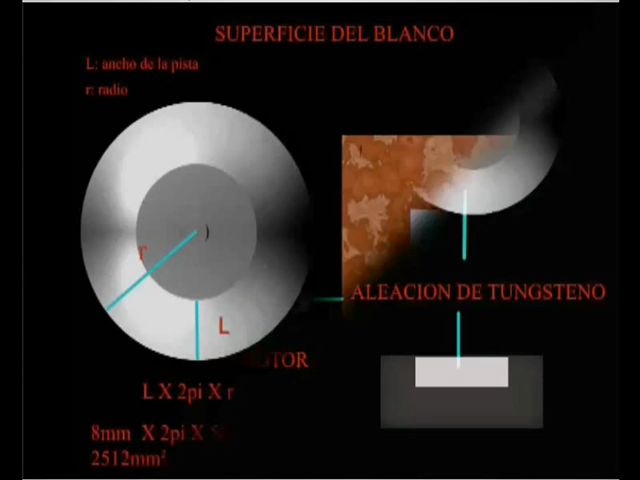 SUPERFICIE DEL BLANCO
L: ancho de la pista
r: radio
r
L
ALEACION DE TUNGSTENO
L X 2pi X r
8mm X 2pi X
2512mm²